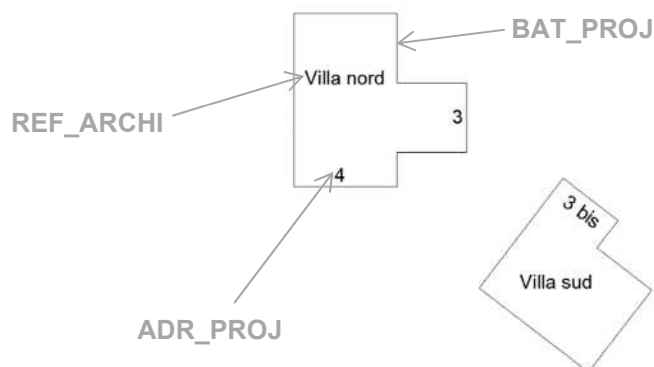 BAT_PROJ
Villa nord
REF_ARCHI
3
4
3 bis
Villa sud
ADR_PROJ